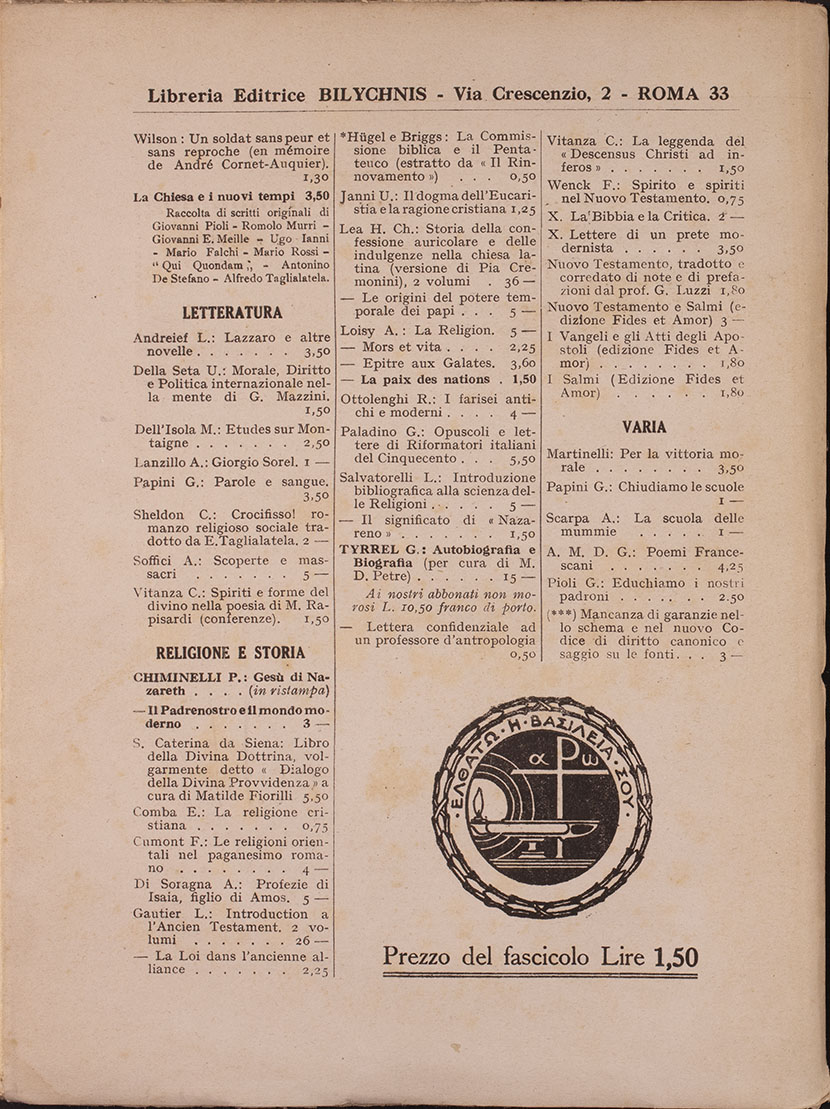 Libreria Editrice BILYCHNIS - Via Crescenzio, 2 - ROMA 33
Wilson : Un soldat sans peur et
sans reproche (en mémoire
de André Cornet-Auquier).
1,30
La Chiesa e i nuovi tempi 3,50
Raccolta di scritti originali di
Giovanni Pioli - Romolo Murri -
Giovanni E. Meille - Ugo Ianni
- Mario Falchi - Mario Rossi -
“ Qui Quondam ”, - Antonino
De Stefano - Alfredo Taglialatela.
LETTERATURA
Andreief L.: Lazzaro e altre
novelle . . . . . . . 3,50
Della Seta U.: Morale, Diritto
e Politica internazionale nel-
la mente di G. Mazzini.
1,50
Dell'Isola M.: Etudes sur Mon-
taigne . . . . . . . 2,50
Lanzillo A.: Giorgio Sorel. 1 —
Papini G.: Parole e sangue.
3,50
Sheldon C.: Crocifisso! ro-
manzo religioso sociale tra-
dotto da E. Taglialatela. 2 —
Soffici A.: Scoperte e mas-
sacri . . . . . . . 5 —
Vitanza C.: Spiriti e forme del
divino nella poesia di M. Ra-
pisardi (conferenze). 1,50
RELIGIONE E STORIA
CHIMINELLI P.: Gesù di Na-
zareth . . . . (in ristampa)
— Il Padrenostro e il mondo mo-
derno . . . . . . . 3 —
S. Caterina da Siena: Libro
della Divina Dottrina, vol-
garmente detto « Dialogo
della Divina Provvidenza » a
cura di Matilde Fiorilli 5,50
Comba E.: La religione cri-
stiana . . . . . . . 0,75
Cumont F.: Le religioni orien-
tali nel paganesimo roma-
no . . . . . . . . 4 —
Di Soragna A.: Profezie di
Isaia, figlio di Amos. 5 —
Gautier L.: Introduction a
l'Ancien Testament. 2 vo-
lumi . . . . . . . 26 —
— La Loi dans l'ancienne al-
liance . . . . . . . 2,25
*Hügel e Briggs : La Commis-
sione biblica e il Penta-
teuco (estratto da « Il Rin-
novamento ») . . . 0,50
Janni U.: Il dogma dell'Eucari-
stia e la ragione cristiana 1,25
Lea H. Ch.: Storia della con-
fessione auricolare e delle
indulgenze nella chiesa la-
tina (versione di Pia Cre-
monini), 2 volumi . 36 —
— Le origini del potere tem-
porale dei papi . . . 5 —
Loisy A. : La Religion. 5 —
— Mors et vita . . . . 2,25
— Epitre aux Galates. 3,60
— La paix des nations . 1,50
Ottolenghi R.: I farisei anti-
chi e moderni . . . . 4 —
Paladino G.: Opuscoli e let-
tere di Riformatori italiani
del Cinquecento . . . 5,50
Salvatorelli L.: Introduzione
bibliografica alla scienza del-
le Religioni . . . . . 5 —
— Il significato di « Naza-
reno » . . . . . . . 1,50
TYRREL G.: Autobiografia e
Biografia (per cura di M.
D. Petre) . . . . . . 15 —
Ai nostri abbonati non mo-
rosi L. 10,50 franco di porto.
— Lettera confidenziale ad
un professore d'antropologia
0,50
Vitanza C.: La leggenda del
« Descensus Christi ad in-
feros » . . . . . . . 1,50
Wenck F.: Spirito e spiriti
nel Nuovo Testamento. 0,75
X. La Bibbia e la Critica. 2 —
X. Lettere di un prete mo-
dernista . . . . . . 3,50
Nuovo Testamento, tradotto e
corredato di note e di prefa-
zioni dal prof. G. Luzzi 1,80
Nuovo Testamento e Salmi (e-
dizione Fides et Amor) 3 —
I Vangeli e gli Atti degli Apo-
stoli (edizione Fides et A-
mor) . . . . . . . . 1,80
I Salmi (Edizione Fides et
Amor) . . . . . . . 1,80
VARIA
Martinelli: Per la vittoria mo-
rale . . . . . . . . 3,50
Papini G.: Chiudiamo le scuole
1 —
Scarpa A.: La scuola delle
mummie . . . . . 1 —
A. M. D. G.: Poemi France-
scani . . . . . . . . 4,25
Pioli G.: Educhiamo i nostri
padroni . . . . . . . 2.50
(***) Mancanza di garanzie nel-
lo schema e nel nuovo Co-
dice di diritto canonico e
saggio su le fonti. . . 3 —
· ΕΛΘΑΤΩ · Η · ΒΑΣΙΛΕΙΑ · ΣΟΥ ·
α ☧ ω
Prezzo del fascicolo Lire 1,50